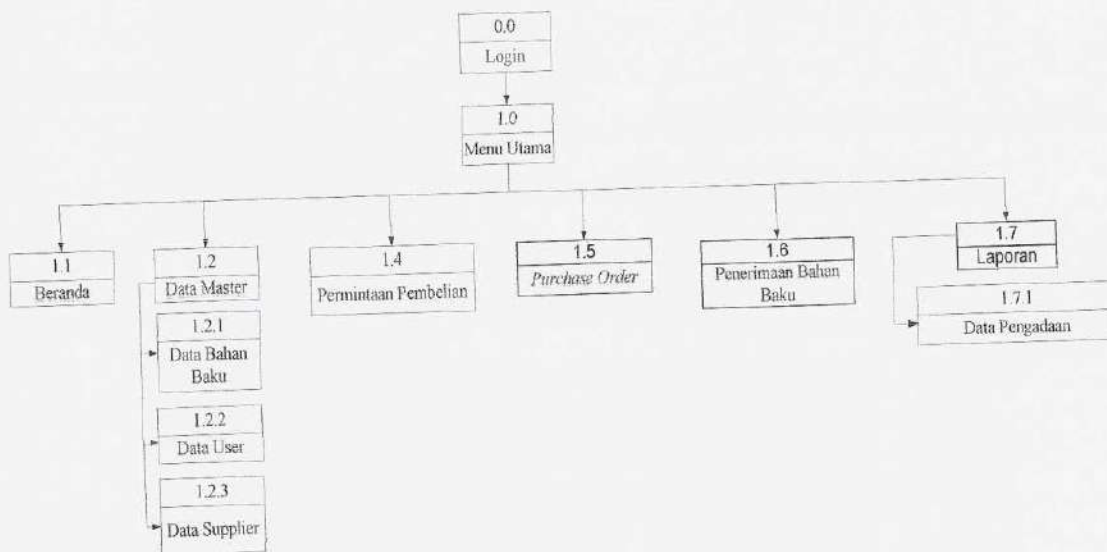 0.0
Login
1.0
Menu Utama
1.1
Beranda
1.2
Data Master
1.2.1
Data Bahan
Baku
1.2.2
Data User
1.2.3
Data Supplier
1.4
Permintaan Pembelian
1.5
Purchase Order
1.6
Penerimaan Bahan
Baku
1.7
Laporan
1.7.1
Data Pengadaan